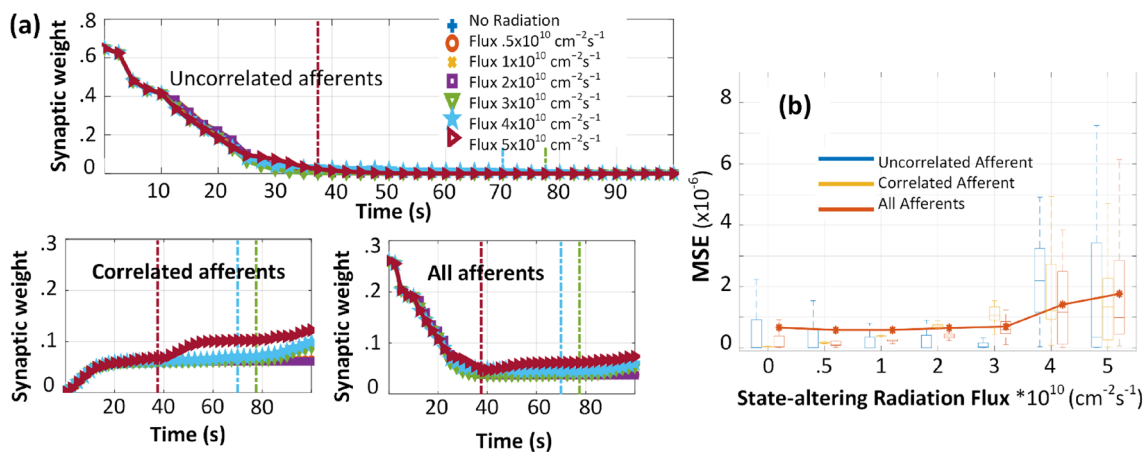 (a)
Synaptic weight
.8
.6
.4
.2
0
Uncorrelated afferents
No Radiation
Flux .5x10¹⁰ cm⁻²s⁻¹
Flux 1x10¹⁰ cm⁻²s⁻¹
Flux 2x10¹⁰ cm⁻²s⁻¹
Flux 3x10¹⁰ cm⁻²s⁻¹
Flux 4x10¹⁰ cm⁻²s⁻¹
Flux 5x10¹⁰ cm⁻²s⁻¹
10 20 30 40 50 60 70 80 90
Time (s)
Synaptic weight
.3
.2
.1
0
Correlated afferents
20 40 60 80
Time (s)
Synaptic weight
.3
.2
.1
0
All afferents
20 40 60 80
Time (s)
(b)
MSE (x10⁻⁶)
8
6
4
2
0
Uncorrelated Afferent
Correlated Afferent
All Afferents
0 .5 1 2 3 4 5
State-altering Radiation Flux *10¹⁰ (cm⁻²s⁻¹)